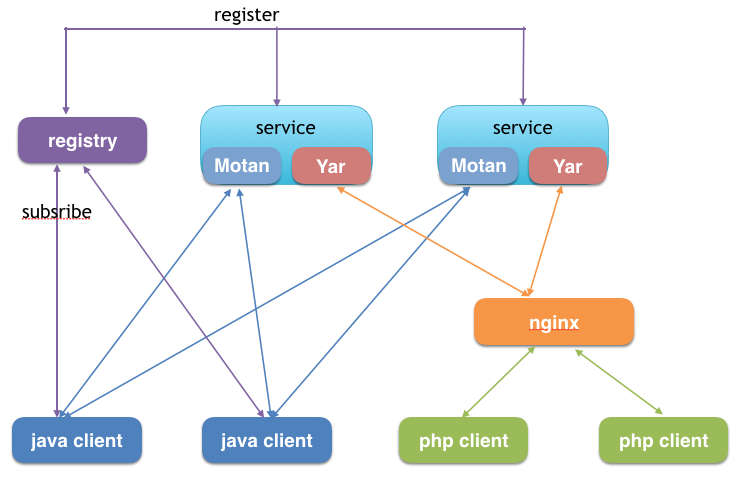 register
service
service
registry
Motan
Yar
Motan
Yar
subsribe
nginx
java client
java client
php client
php client